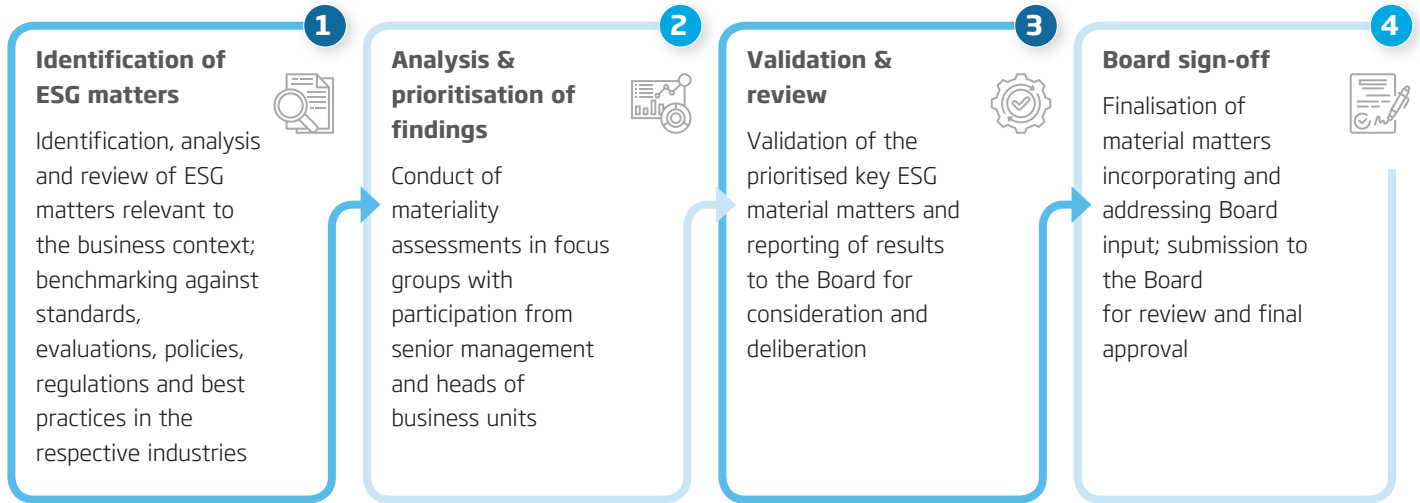 1
Identification of
ESG matters
Identification, analysis
and review of ESG
matters relevant to
the business context;
benchmarking against
standards,
evaluations, policies,
regulations and best
practices in the
respective industries
2
Analysis &
prioritisation of
findings
Conduct of
materiality
assessments in focus
groups with
participation from
senior management
and heads of
business units
3
Validation &
review
Validation of the
prioritised key ESG
material matters and
reporting of results
to the Board for
consideration and
deliberation
4
Board sign-off
Finalisation of
material matters
incorporating and
addressing Board
input; submission to
the Board
for review and final
approval